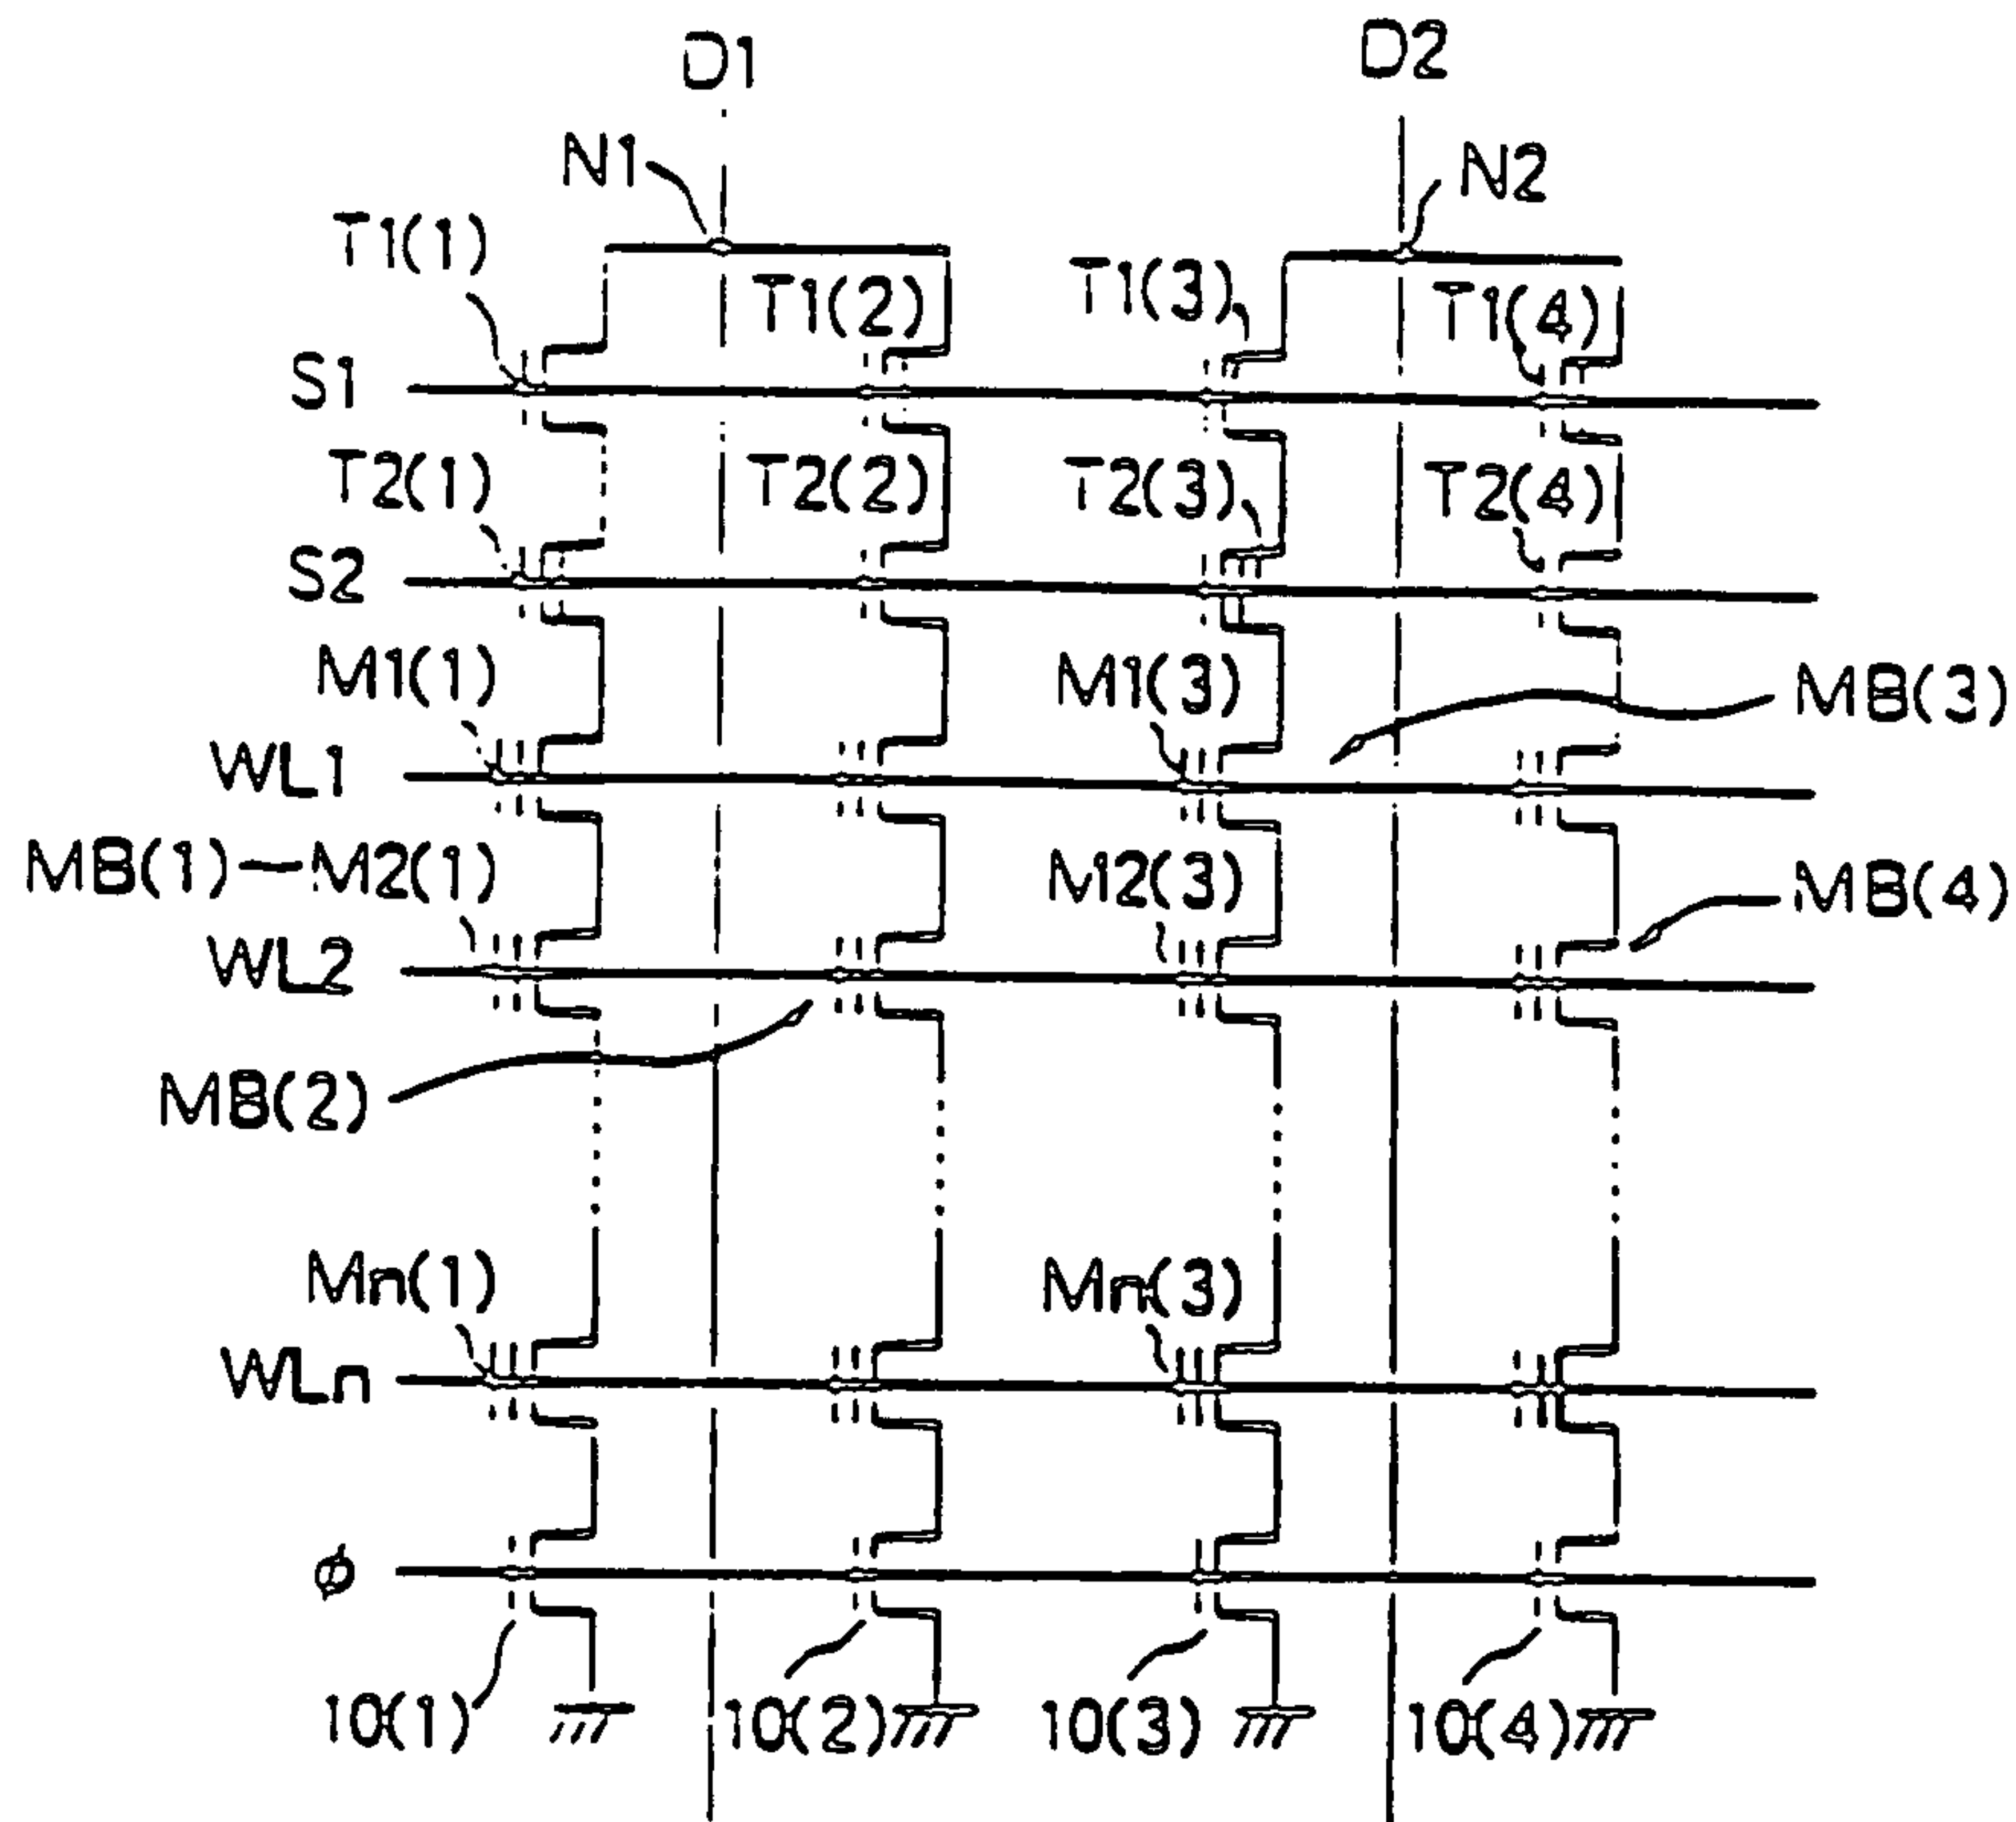 D1 D2
N1 N2
T1(1) T1(2) T1(3) T1(4)
S1
T2(1) T2(2) T2(3) T2(4)
S2
M1(1) M1(3) MB(3)
WL1
MB(1) M2(1) M2(3) MB(4)
WL2
MB(2)
Mn(1) Mn(3)
WLn
φ
10(1) 10(2) 10(3) 10(4)